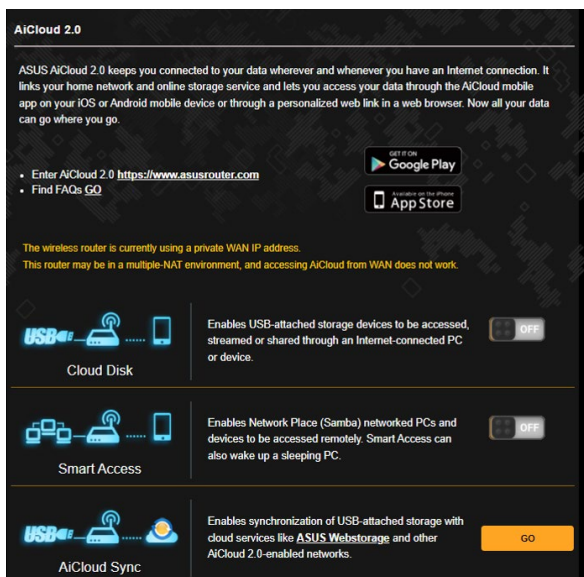 AiCloud 2.0
ASUS AiCloud 2.0 keeps you connected to your data wherever and whenever you have an Internet connection. It
links your home network and online storage service and lets you access your data through the AiCloud mobile
app on your iOS or Android mobile device or through a personalized web link in a web browser. Now all your data
can go where you go.
GET IT ON
Google Play
• Enter AiCloud 2.0 https://www.asusrouter.com
• Find FAQs GO
Available on the iPhone
App Store
The wireless router is currently using a private WAN IP address.
This router may be in a multiple-NAT environment, and accessing AiCloud from WAN does not work.
USB
Cloud Disk
Enables USB-attached storage devices to be accessed,
streamed or shared through an Internet-connected PC
or device.
OFF
Smart Access
Enables Network Place (Samba) networked PCs and
devices to be accessed remotely. Smart Access can
also wake up a sleeping PC.
OFF
USB
AiCloud Sync
Enables synchronization of USB-attached storage with
cloud services like ASUS Webstorage and other
AiCloud 2.0-enabled networks.
GO